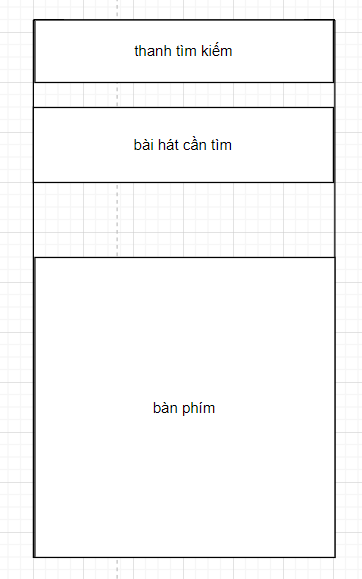 thanh tìm kiếm
bài hát cần tìm
bàn phím